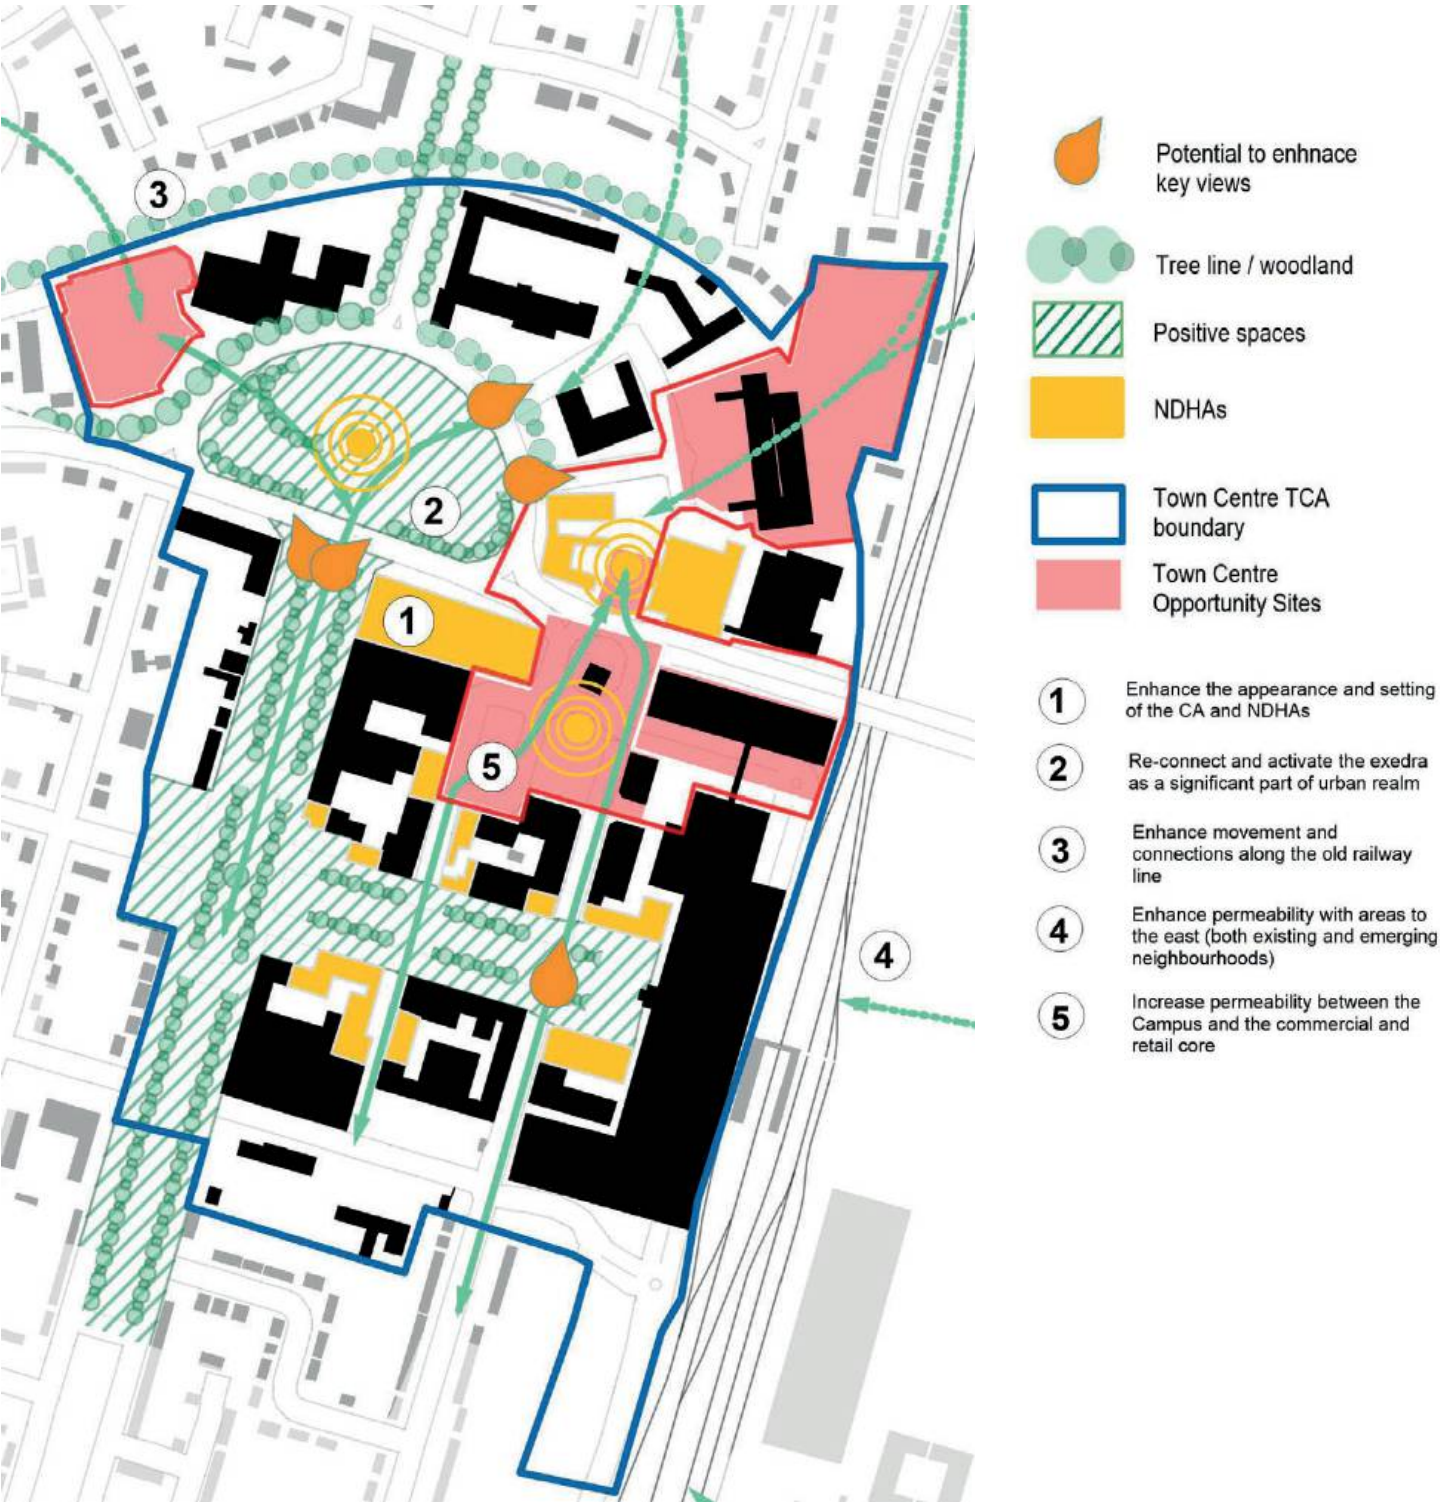 3
2
1
5
4
Potential to enhnace
key views
Tree line / woodland
Positive spaces
NDHAs
Town Centre TCA
boundary
Town Centre
Opportunity Sites
1
Enhance the appearance and setting
of the CA and NDHAs
2
Re-connect and activate the exedra
as a significant part of urban realm
3
Enhance movement and
connections along the old railway
line
4
Enhance permeability with areas to
the east (both existing and emerging
neighbourhoods)
5
Increase permeability between the
Campus and the commercial and
retail core